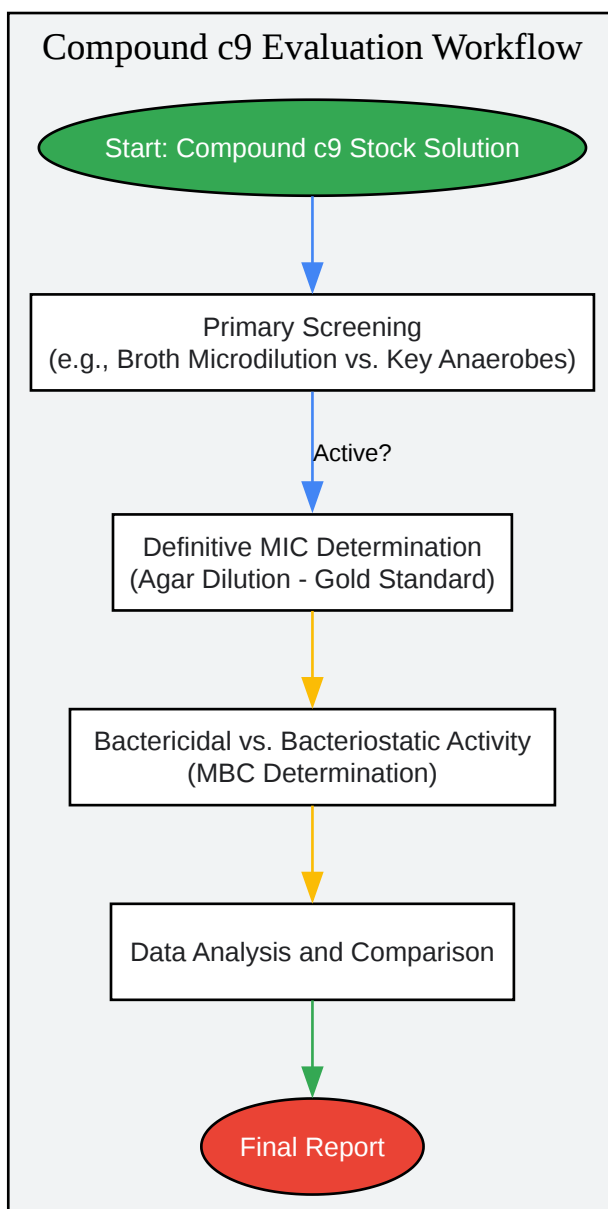 Compound c9 Evaluation Workflow
Start: Compound c9 Stock Solution
Primary Screening
(e.g., Broth Microdilution vs. Key Anaerobes)
Active?
Definitive MIC Determination
(Agar Dilution - Gold Standard)
Bactericidal vs. Bacteriostatic Activity
(MBC Determination)
Data Analysis and Comparison
Final Report